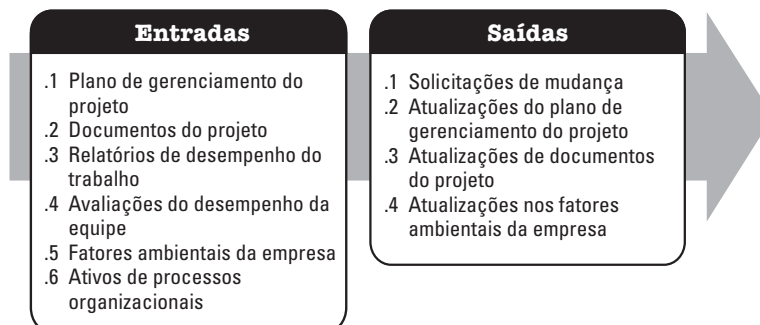 Entradas
.1 Plano de gerenciamento do
projeto
.2 Documentos do projeto
.3 Relatórios de desempenho do
trabalho
.4 Avaliações do desempenho da
equipe
.5 Fatores ambientais da empresa
.6 Ativos de processos
organizacionais
Saídas
.1 Solicitações de mudança
.2 Atualizações do plano de
gerenciamento do projeto
.3 Atualizações de documentos
do projeto
.4 Atualizações nos fatores
ambientais da empresa